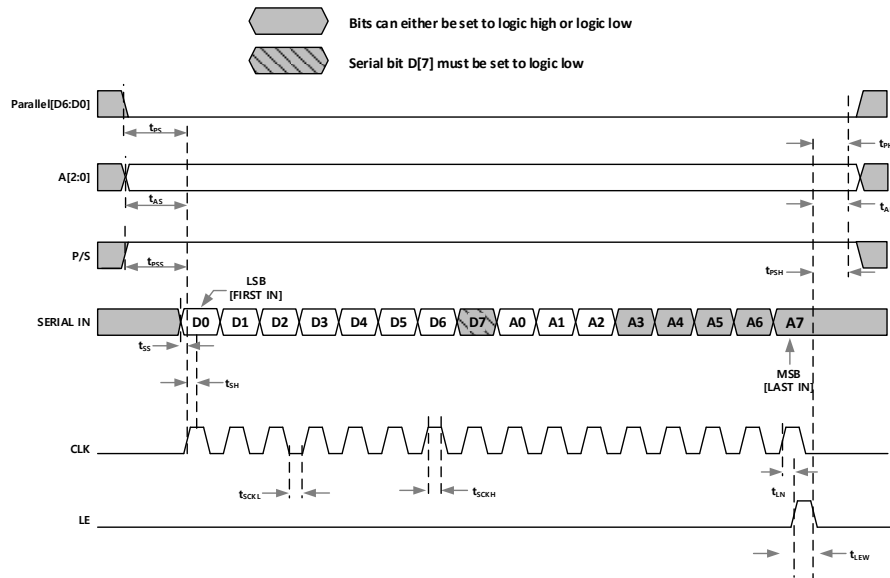 Bits can either be set to logic high or logic low
Serial bit D[7] must be set to logic low
Parallel[D6:D0]
tPS
tPH
A[2:0]
tAS
tA
P/S
tPSS
tPSH
LSB
[FIRST IN]
SERIAL IN
D0 D1 D2 D3 D4 D5 D6 D7 A0 A1 A2 A3 A4 A5 A6 A7
tSS
tSH
MSB
[LAST IN]
CLK
tSCKL
tSCKH
tLN
LE
tLEW